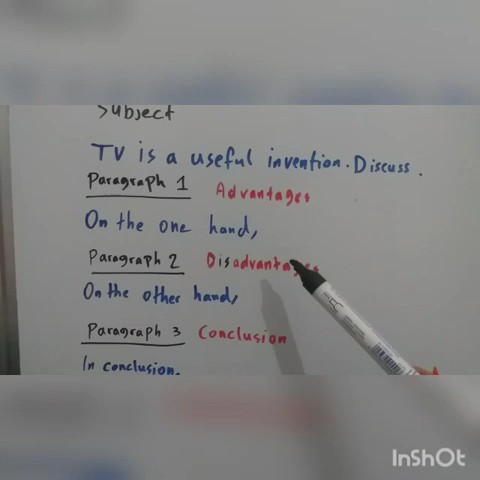 Subject
TV is a useful invention. Discuss.
Paragraph 1 Advantages
On the one hand,
Paragraph 2 Disadvantages
On the other hand,
Paragraph 3 Conclusion
In conclusion.
InShOt